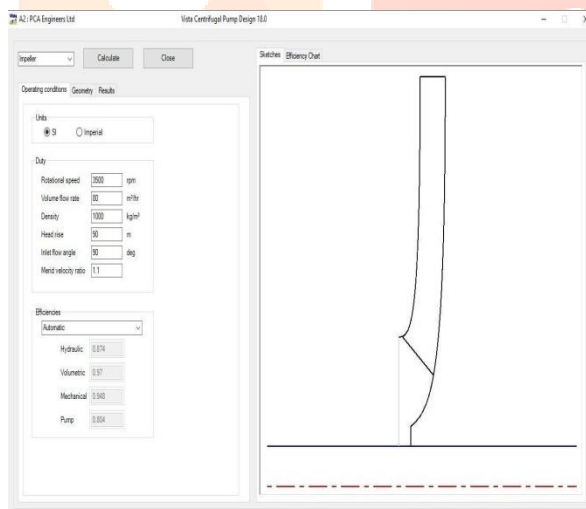 A2 : PCA Engineers Ltd
Vista Centrifugal Pump Design 18.0
Impeller
Calculate
Close
Operating conditions Geometry Results
Units
SI Imperial
Duty
Rotational speed 3500 rpm
Volume flow rate 80 m³/hr
Density 1000 kg/m³
Head rise 90 m
Inlet flow angle 90 deg
Merid velocity ratio 1.1
Efficiencies
Automatic
Hydraulic 0.874
Volumetric 0.97
Mechanical 0.948
Pump 0.804
Sketches Efficiency Chart